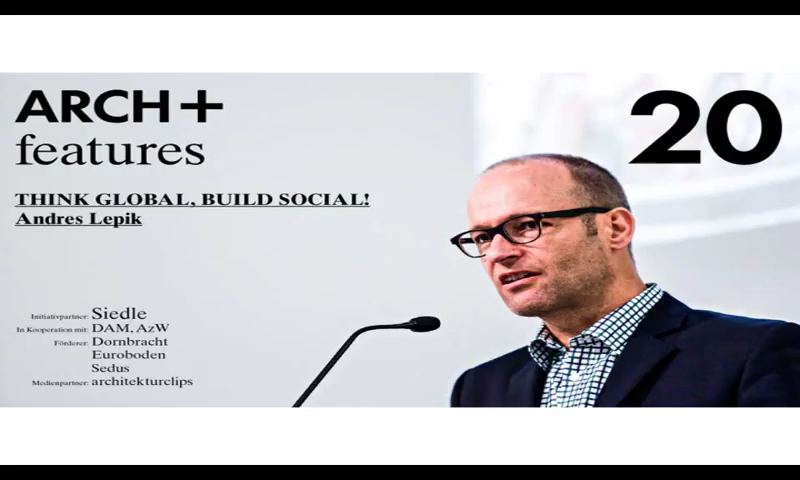 ARCH+
features
20
THINK GLOBAL, BUILD SOCIAL!
Andres Lepik
Initiativpartner: Siedle
In Kooperation mit: DAM, AzW
Förderer: Dornbracht
Euroboden
Sedus
Medienpartner: architekturclips